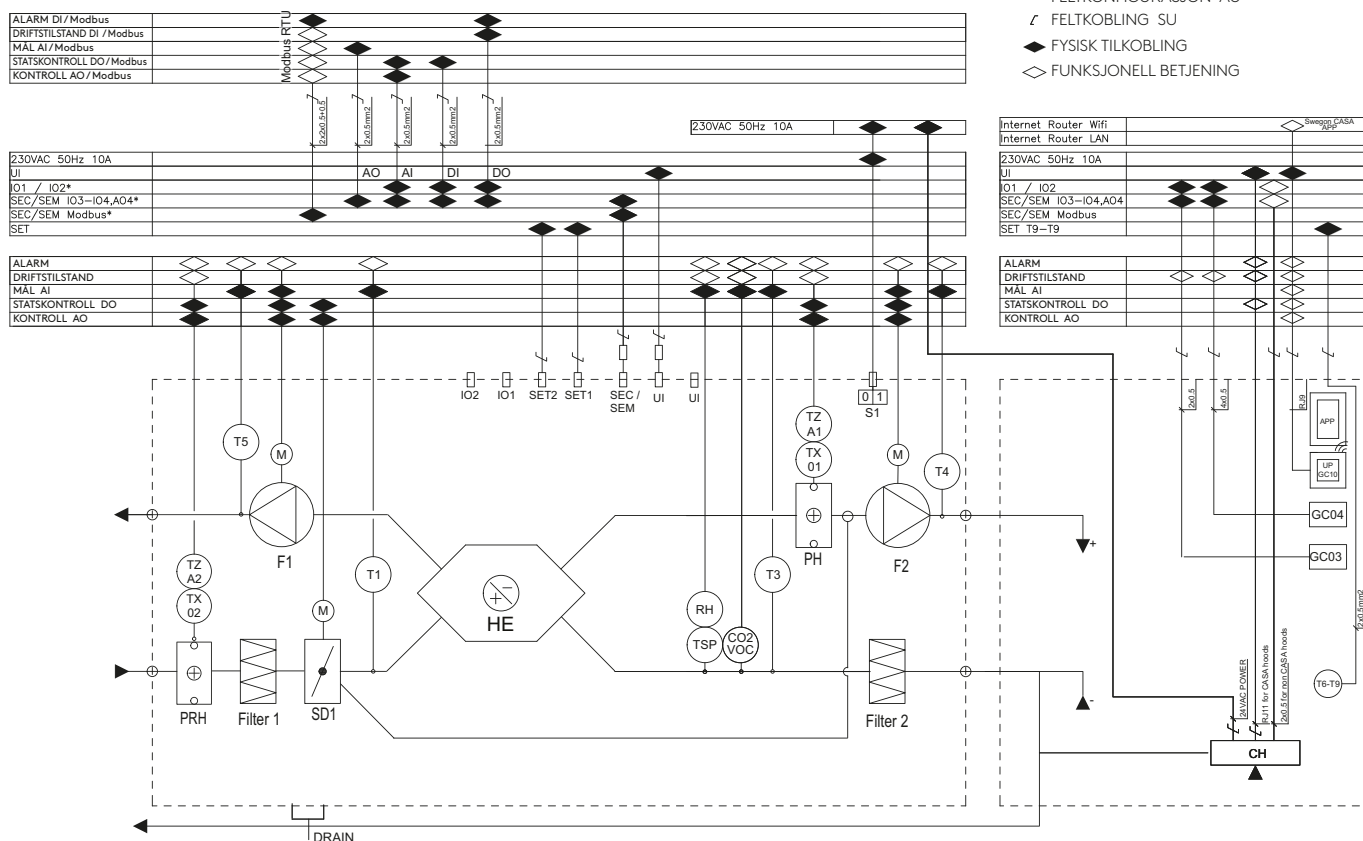 FELTKOBLING SU
FYSISK TILKOBLING
FUNKSJONELL BETJENING
ALARM DI/Modbus
DRIFTSTILSTAND DI /Modbus
MÅL AI/Modbus
STATSKONTROLL DO/Modbus
KONTROLL AO/Modbus
Modbus RTU
2x2x0.5+0.5
2x0.5mm2
2x0.5mm2
2x0.5mm2
2x0.5mm2
230VAC 50Hz 10A
Internet Router Wifi
Internet Router LAN
Swegon CASA
APP
230VAC 50Hz 10A
UI
IO1 / IO2*
SEC/SEM IO3-IO4,AO4*
SEC/SEM Modbus*
SET
AO
AI
DI
DO
230VAC 50Hz 10A
UI
IO1 / IO2
SEC/SEM IO3-IO4,AO4
SEC/SEM Modbus
SET T9-T9
ALARM
DRIFTSTILSTAND
MÅL AI
STATSKONTROLL DO
KONTROLL AO
ALARM
DRIFTSTILSTAND
MÅL AI
STATSKONTROLL DO
KONTROLL AO
IO2
IO1
SET2
SET1
SEC /
SEM
UI
UI
0 1
S1
2x0.5
4x0.5
RJ9
APP
UP
GC10
GC04
GC03
12x0.5mm2
T6-T9
T5
M
F1
TZ
A2
TX
02
PRH
Filter 1
M
SD1
T1
HE
RH
TSP
CO2
VOC
T3
TZ
A1
TX
01
PH
M
F2
T4
Filter 2
+
-
24VAC POWER
RJ11 for CASA hoods
2x0.5 for non CASA hoods
CH
DRAIN